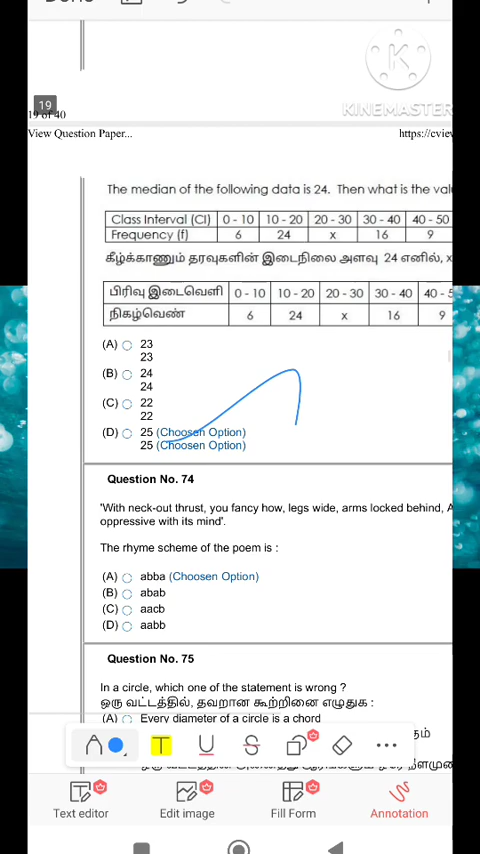 K
KINEMASTER
19
19 of 40
View Question Paper...
https://cview
The median of the following data is 24. Then what is the val
Class Interval (CI) 0 - 10 10 - 20 20 - 30 30 - 40 40 - 50
Frequency (f) 6 24 x 16 9
கீழ்க்காணும் தரவுகளின் இடைநிலை அளவு 24 எனில், x
பிரிவு இடைவெளி 0 - 10 10 - 20 20 - 30 30 - 40 40 - 5
நிகழ்வெண் 6 24 x 16 9
(A) 23
23
(B) 24
24
(C) 22
22
(D) 25 (Choosen Option)
25 (Choosen Option)
Question No. 74
'With neck-out thrust, you fancy how, legs wide, arms locked behind, A
oppressive with its mind'.
The rhyme scheme of the poem is :
(A) abba (Choosen Option)
(B) abab
(C) aacb
(D) aabb
Question No. 75
In a circle, which one of the statement is wrong ?
ஒரு வட்டத்தில், தவறான கூற்றினை எழுதுக :
(A) Every diameter of a circle is a chord
T U S
Text editor
Edit image
Fill Form
Annotation